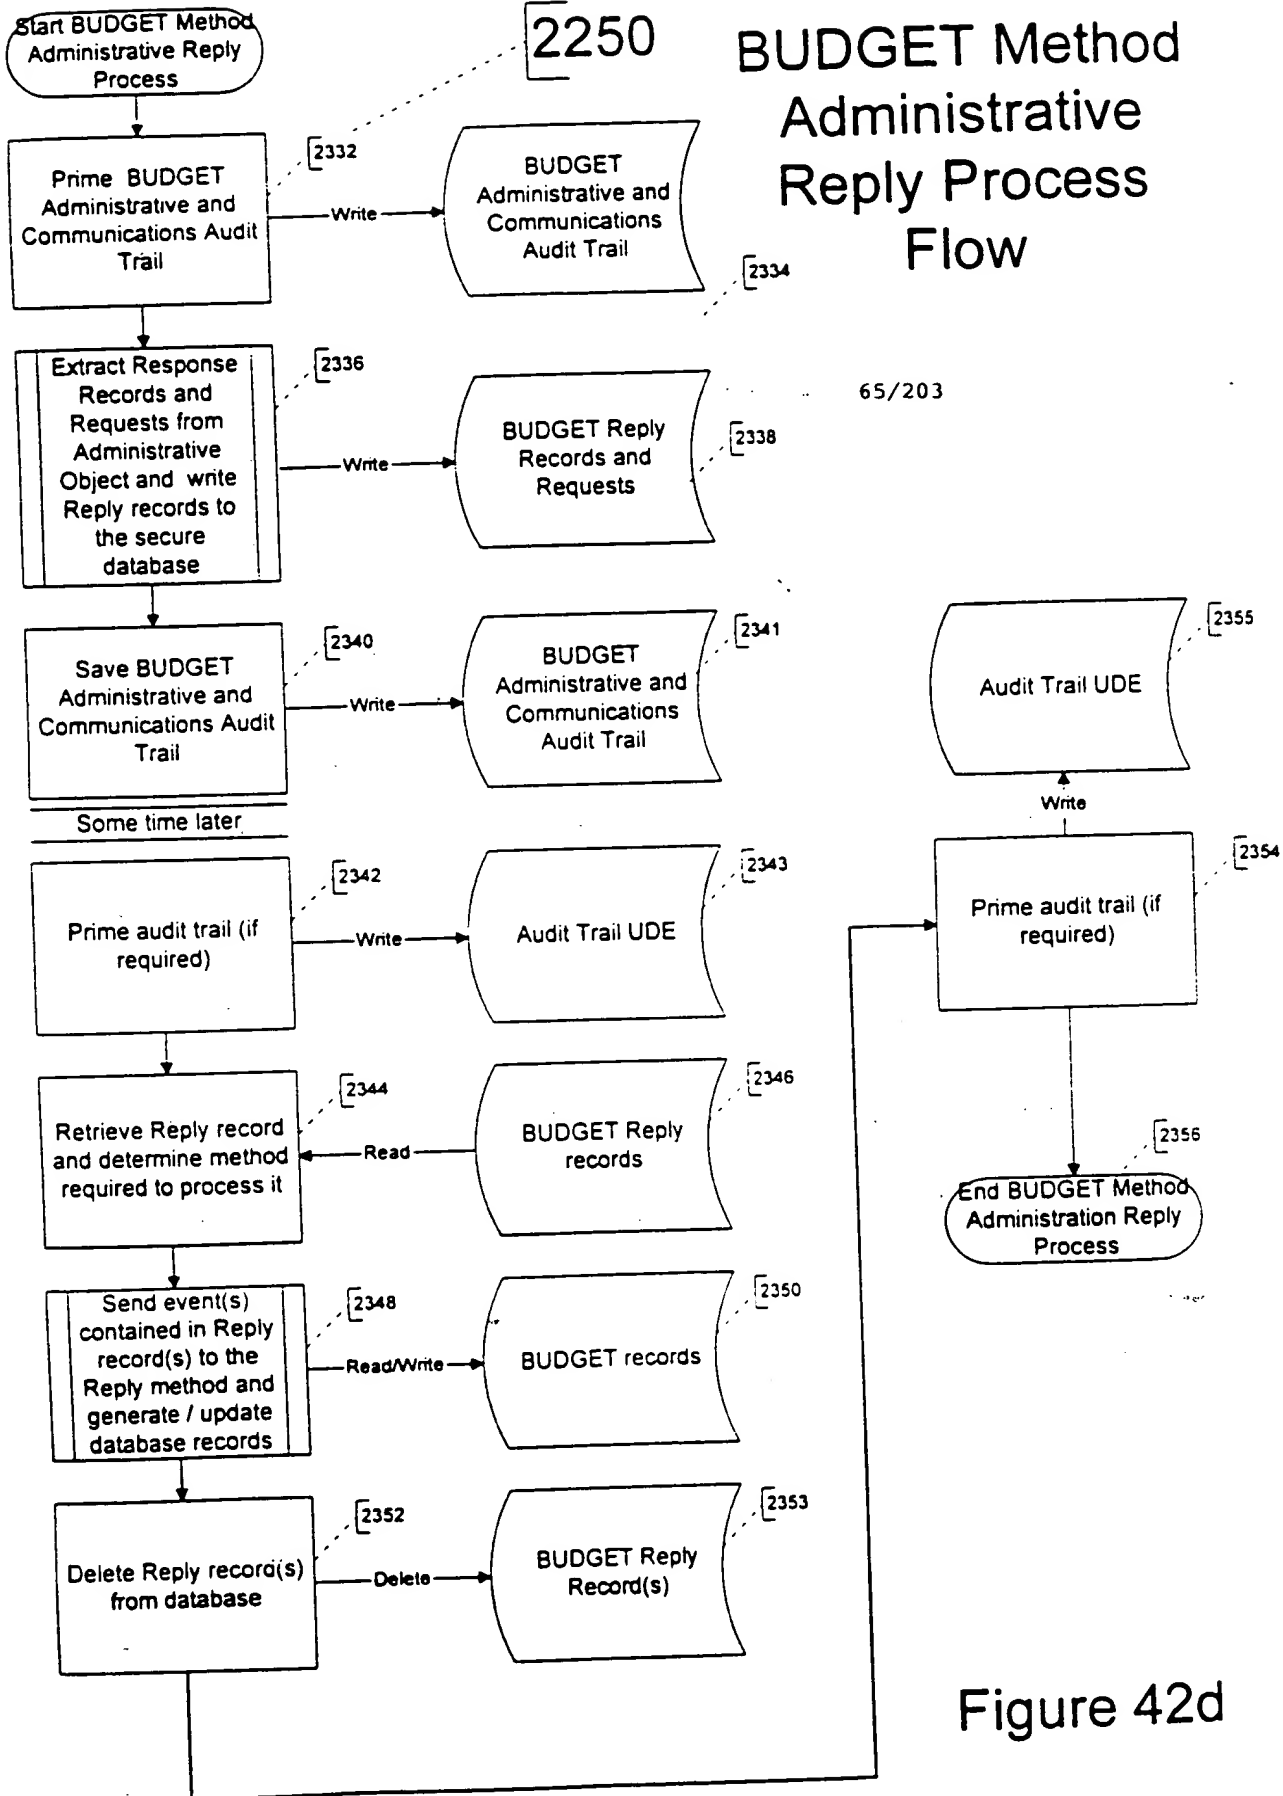 Start BUDGET Method
Administrative Reply
Process
2250
BUDGET Method
Administrative
Reply Process
Flow
2332
Prime BUDGET
Administrative and
Communications Audit
Trail
Write
BUDGET
Administrative and
Communications
Audit Trail
2334
Extract Response
Records and
Requests from
Administrative
Object and write
Reply records to
the secure
database
2336
Write
BUDGET Reply
Records and
Requests
2338
65/203
Save BUDGET
Administrative and
Communications Audit
Trail
2340
Write
BUDGET
Administrative and
Communications
Audit Trail
2341
Some time later
Prime audit trail (if
required)
2342
Write
Audit Trail UDE
2343
Retrieve Reply record
and determine method
required to process it
2344
Read
BUDGET Reply
records
2346
Send event(s)
contained in Reply
record(s) to the
Reply method and
generate / update
database records
2348
Read/Write
BUDGET records
2350
Delete Reply record(s)
from database
2352
Delete
BUDGET Reply
Record(s)
2353
Audit Trail UDE
2355
Write
Prime audit trail (if
required)
2354
2356
End BUDGET Method
Administration Reply
Process
Figure 42d